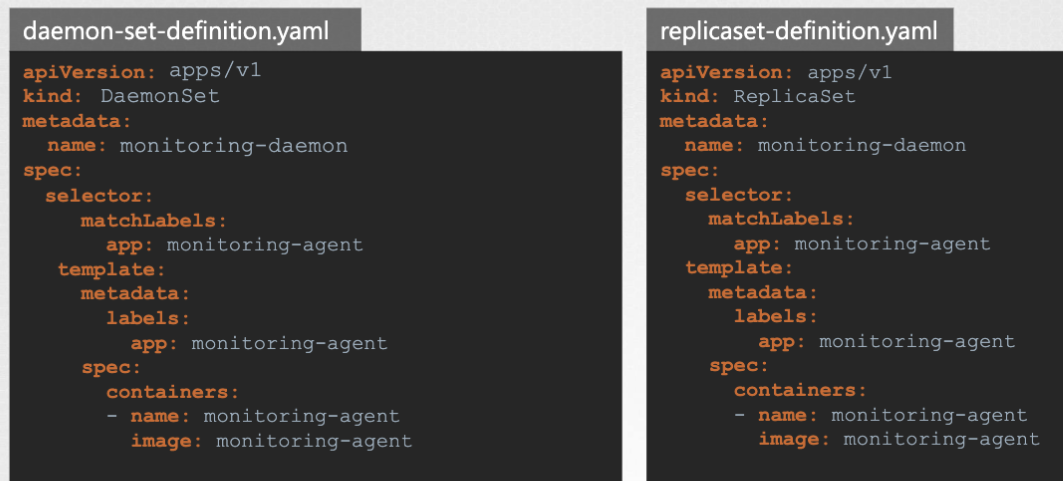 daemon-set-definition.yaml
apiVersion: apps/v1
kind: DaemonSet
metadata:
  name: monitoring-daemon
spec:
  selector:
    matchLabels:
      app: monitoring-agent
   template:
    metadata:
      labels:
        app: monitoring-agent
    spec:
      containers:
      - name: monitoring-agent
        image: monitoring-agent
replicaset-definition.yaml
apiVersion: apps/v1
kind: ReplicaSet
metadata:
  name: monitoring-daemon
spec:
  selector:
    matchLabels:
      app: monitoring-agent
  template:
    metadata:
      labels:
        app: monitoring-agent
    spec:
      containers:
      - name: monitoring-agent
        image: monitoring-agent